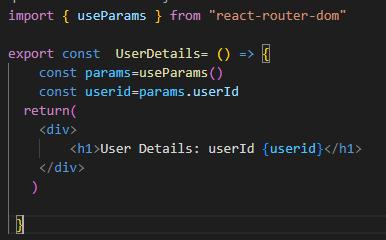 import { useParams } from "react-router-dom"
export const  UserDetails= () => {
const params=useParams()
const userid=params.userId
return(
<div>
<h1>User Details: userId {userid}</h1>
</div>
)
}